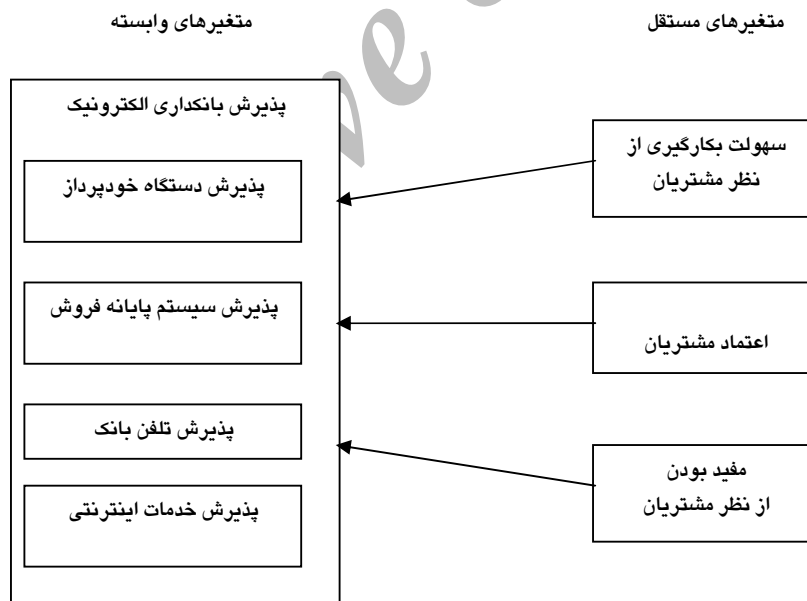 متغیرهای مستقل
متغیرهای وابسته
سهولت بکارگیری از
نظر مشتریان
اعتماد مشتریان
مفید بودن
از نظر مشتریان
پذیرش بانکداری الکترونیک
پذیرش دستگاه خودپرداز
پذیرش سیستم پایانه فروش
پذیرش تلفن بانک
پذیرش خدمات اینترنتی